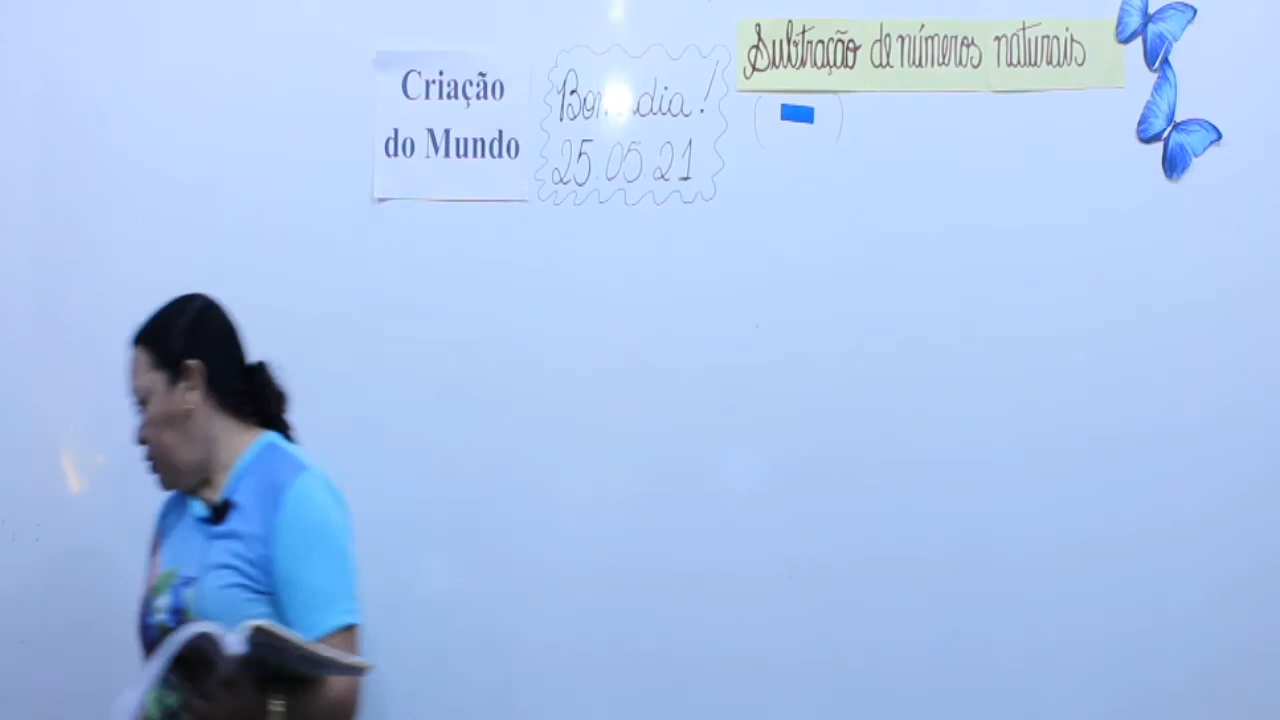 Criação
do Mundo
Bom dia!
25.05.21
Subtração de números naturais
(-)